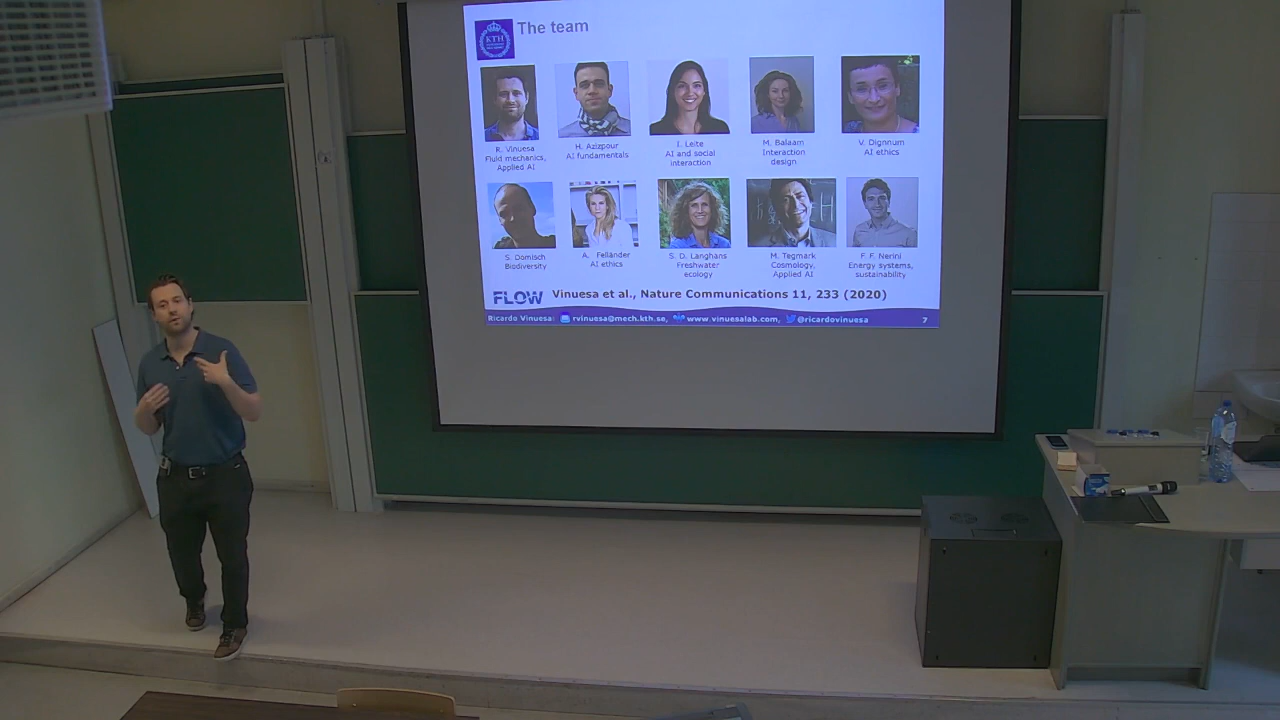 KTH
The team
R. Vinuesa
Fluid mechanics,
Applied AI
H. Azizpour
AI fundamentals
I. Leite
AI and social
interaction
M. Balaam
Interaction
design
V. Dignnum
AI ethics
S. Domisch
Biodiversity
A. Felländer
AI ethics
S. D. Langhans
Freshwater
ecology
M. Tegmark
Cosmology,
Applied AI
F. F. Nerini
Energy systems,
sustainability
FLOW
Vinuesa et al., Nature Communications 11, 233 (2020)
Ricardo Vinuesa: rvinuesa@mech.kth.se, www.vinuesalab.com, @ricardovinuesa 7